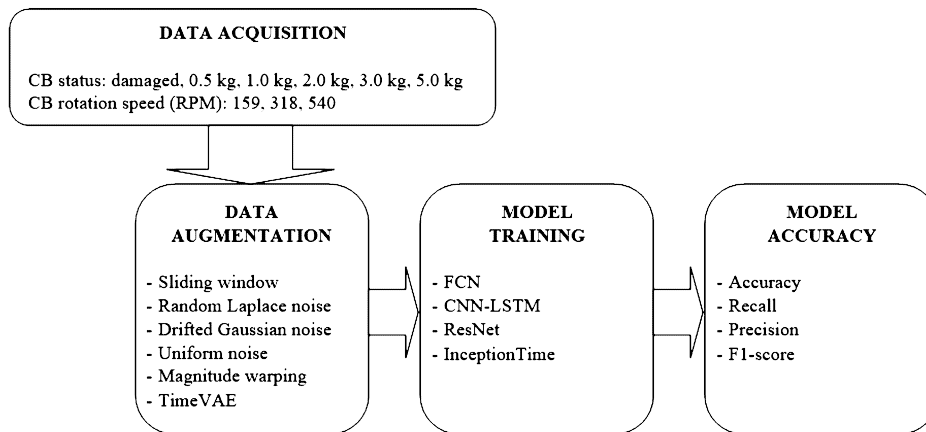 DATA ACQUISITION
CB status: damaged, 0.5 kg, 1.0 kg, 2.0 kg, 3.0 kg, 5.0 kg
CB rotation speed (RPM): 159, 318, 540
DATA
AUGMENTATION
- Sliding window
- Random Laplace noise
- Drifted Gaussian noise
- Uniform noise
- Magnitude warping
- TimeVAE
MODEL
TRAINING
- FCN
- CNN-LSTM
- ResNet
- InceptionTime
MODEL
ACCURACY
- Accuracy
- Recall
- Precision
- F1-score